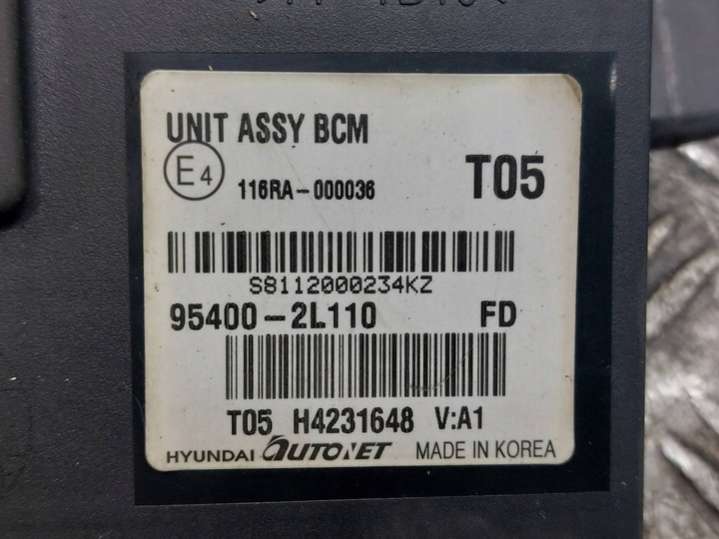 UNIT ASSY BCM
E4 116RA-000036 T05
S8112000234KZ
95400-2L110 FD
T05 H4231648 V:A1
HYUNDAI AUTONET MADE IN KOREA